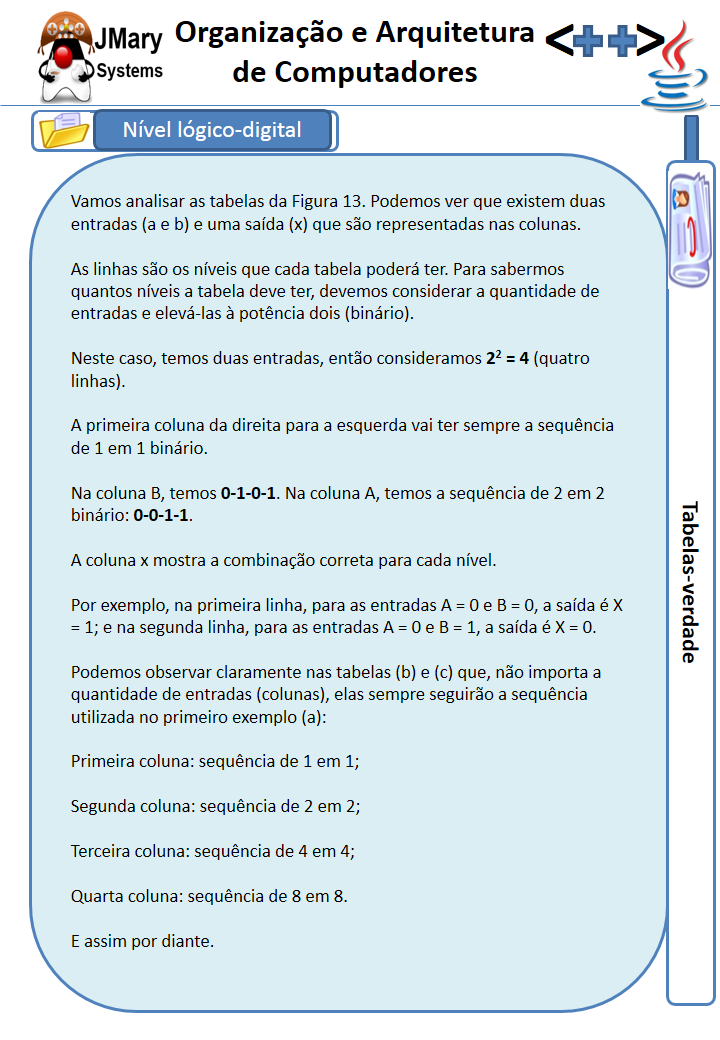 JMary
Systems
Organização e Arquitetura
de Computadores
<++>
Nível lógico-digital
Vamos analisar as tabelas da Figura 13. Podemos ver que existem duas
entradas (a e b) e uma saída (x) que são representadas nas colunas.
As linhas são os níveis que cada tabela poderá ter. Para sabermos
quantos níveis a tabela deve ter, devemos considerar a quantidade de
entradas e elevá-las à potência dois (binário).
Neste caso, temos duas entradas, então consideramos 2² = 4 (quatro
linhas).
A primeira coluna da direita para a esquerda vai ter sempre a sequência
de 1 em 1 binário.
Na coluna B, temos 0-1-0-1. Na coluna A, temos a sequência de 2 em 2
binário: 0-0-1-1.
A coluna x mostra a combinação correta para cada nível.
Por exemplo, na primeira linha, para as entradas A = 0 e B = 0, a saída é X
= 1; e na segunda linha, para as entradas A = 0 e B = 1, a saída é X = 0.
Podemos observar claramente nas tabelas (b) e (c) que, não importa a
quantidade de entradas (colunas), elas sempre seguirão a sequência
utilizada no primeiro exemplo (a):
Primeira coluna: sequência de 1 em 1;
Segunda coluna: sequência de 2 em 2;
Terceira coluna: sequência de 4 em 4;
Quarta coluna: sequência de 8 em 8.
E assim por diante.
Tabelas-verdade